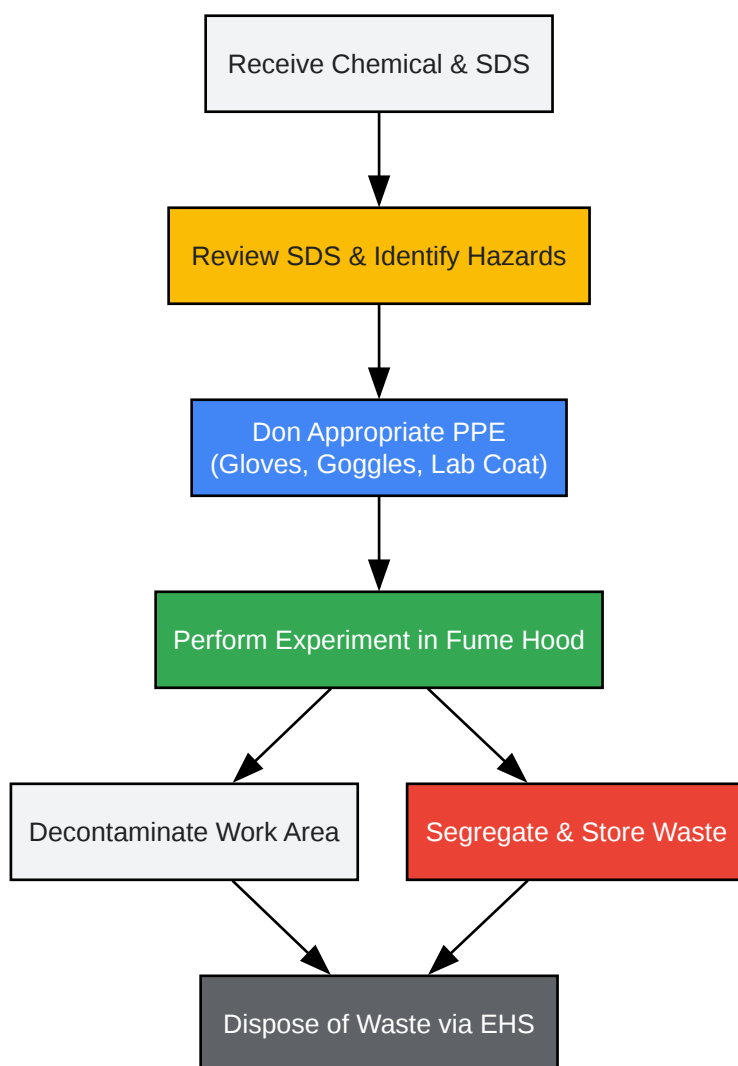 Receive Chemical & SDS
Review SDS & Identify Hazards
Don Appropriate PPE
(Gloves, Goggles, Lab Coat)
Perform Experiment in Fume Hood
Decontaminate Work Area
Segregate & Store Waste
Dispose of Waste via EHS